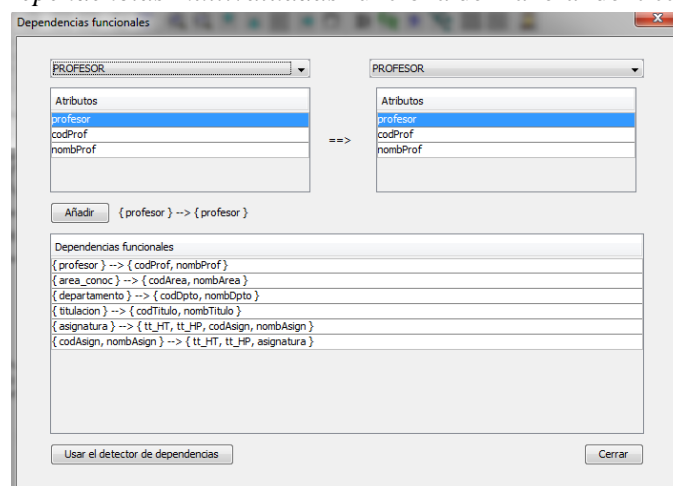 Dependencias funcionales
PROFESOR PROFESOR
Atributos Atributos
profesor profesor
codProf codProf
==>
nombProf nombProf
Añadir { profesor } --> { profesor }
Dependencias funcionales
{ profesor } --> { codProf, nombProf }
{ area_conoc } --> { codArea, nombArea }
{ departamento } --> { codDpto, nombDpto }
{ titulacion } --> { codTitulo, nombTitulo }
{ asignatura } --> { tt_HT, tt_HP, codAsign, nombAsign }
{ codAsign, nombAsign } --> { tt_HT, tt_HP, asignatura }
Usar el detector de dependencias Cerrar